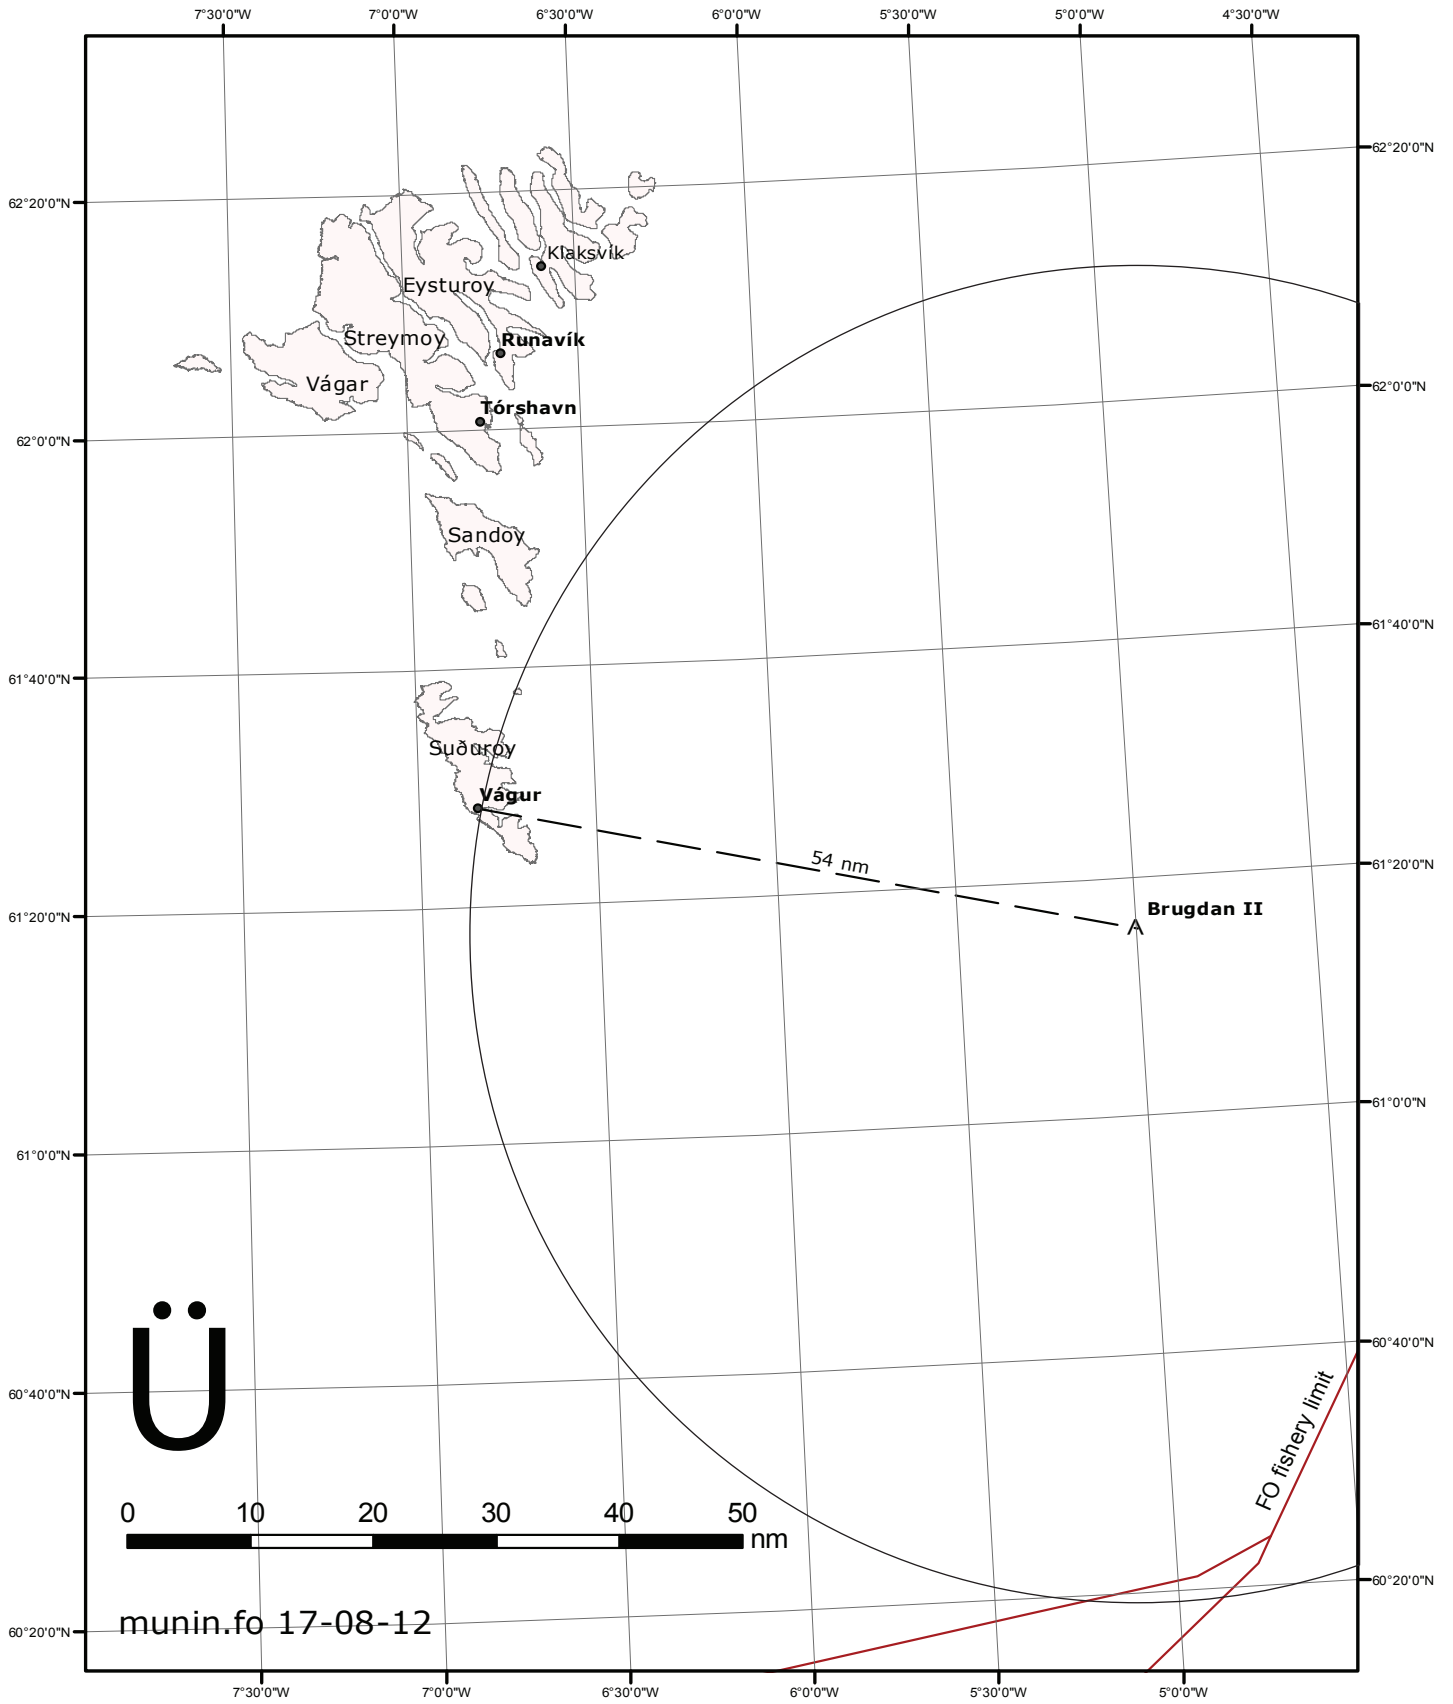 7°30'0"W 7°0'0"W 6°30'0"W 6°0'0"W 5°30'0"W 5°0'0"W 4°30'0"W
62°20'0"N
62°20'0"N
Klaksvík
Eysturoy
Streymoy
Runavík
Vágar
62°0'0"N
Tórshavn
62°0'0"N
Sandoy
61°40'0"N
61°40'0"N
Suðuroy
Vágur
54 nm
61°20'0"N
Brugdan II
A
61°20'0"N
61°0'0"N
61°0'0"N
60°40'0"N
Ü
60°40'0"N
FO fishery limit
0 10 20 30 40 50
nm
60°20'0"N
munin.fo 17-08-12
60°20'0"N
7°30'0"W 7°0'0"W 6°30'0"W 6°0'0"W 5°30'0"W 5°0'0"W